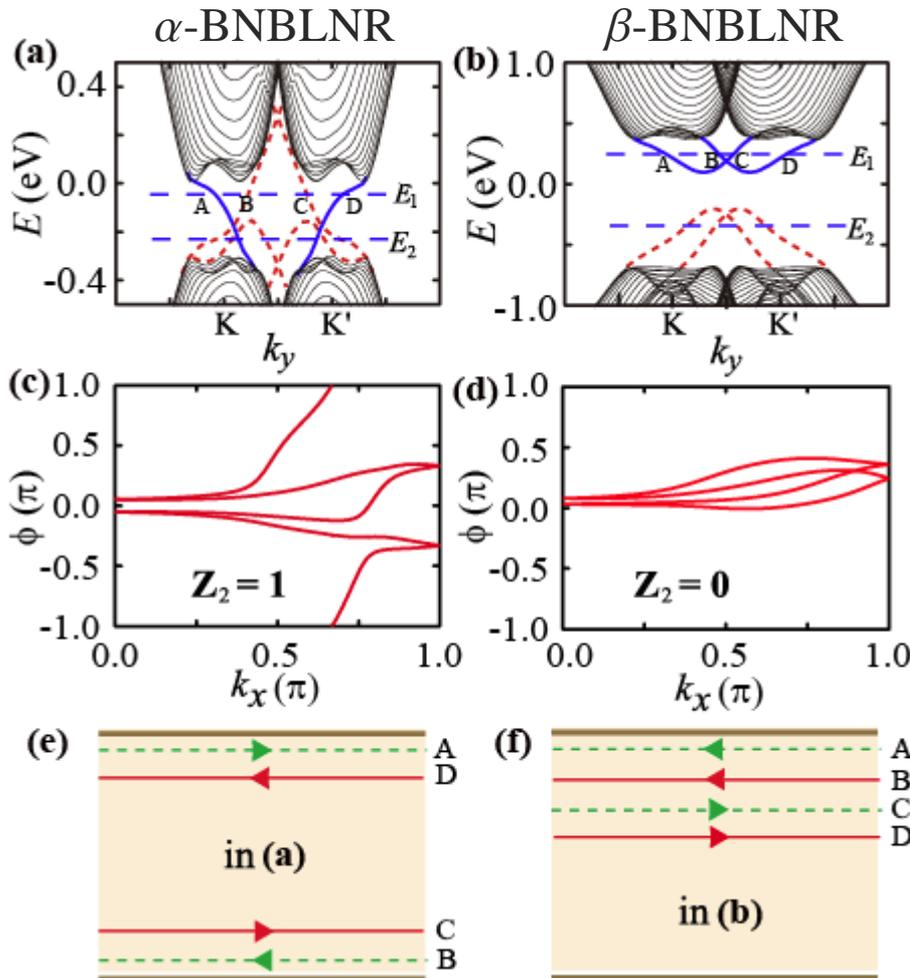 α-BNBLNR
β-BNBLNR
(a)
0.4
0.0
-0.4
E (eV)
A
B
C
D
E1
E2
K
K'
ky
(b)
1.0
0.0
-1.0
E (eV)
A
B
C
D
E1
E2
K
K'
ky
(c)
1.0
0.5
0.0
-0.5
-1.0
ϕ (π)
Z2 = 1
0.0
0.5
1.0
kx (π)
(d)
1.0
0.5
0.0
-0.5
-1.0
ϕ (π)
Z2 = 0
0.0
0.5
1.0
kx (π)
(e)
A
D
in (a)
C
B
(f)
A
B
C
D
in (b)